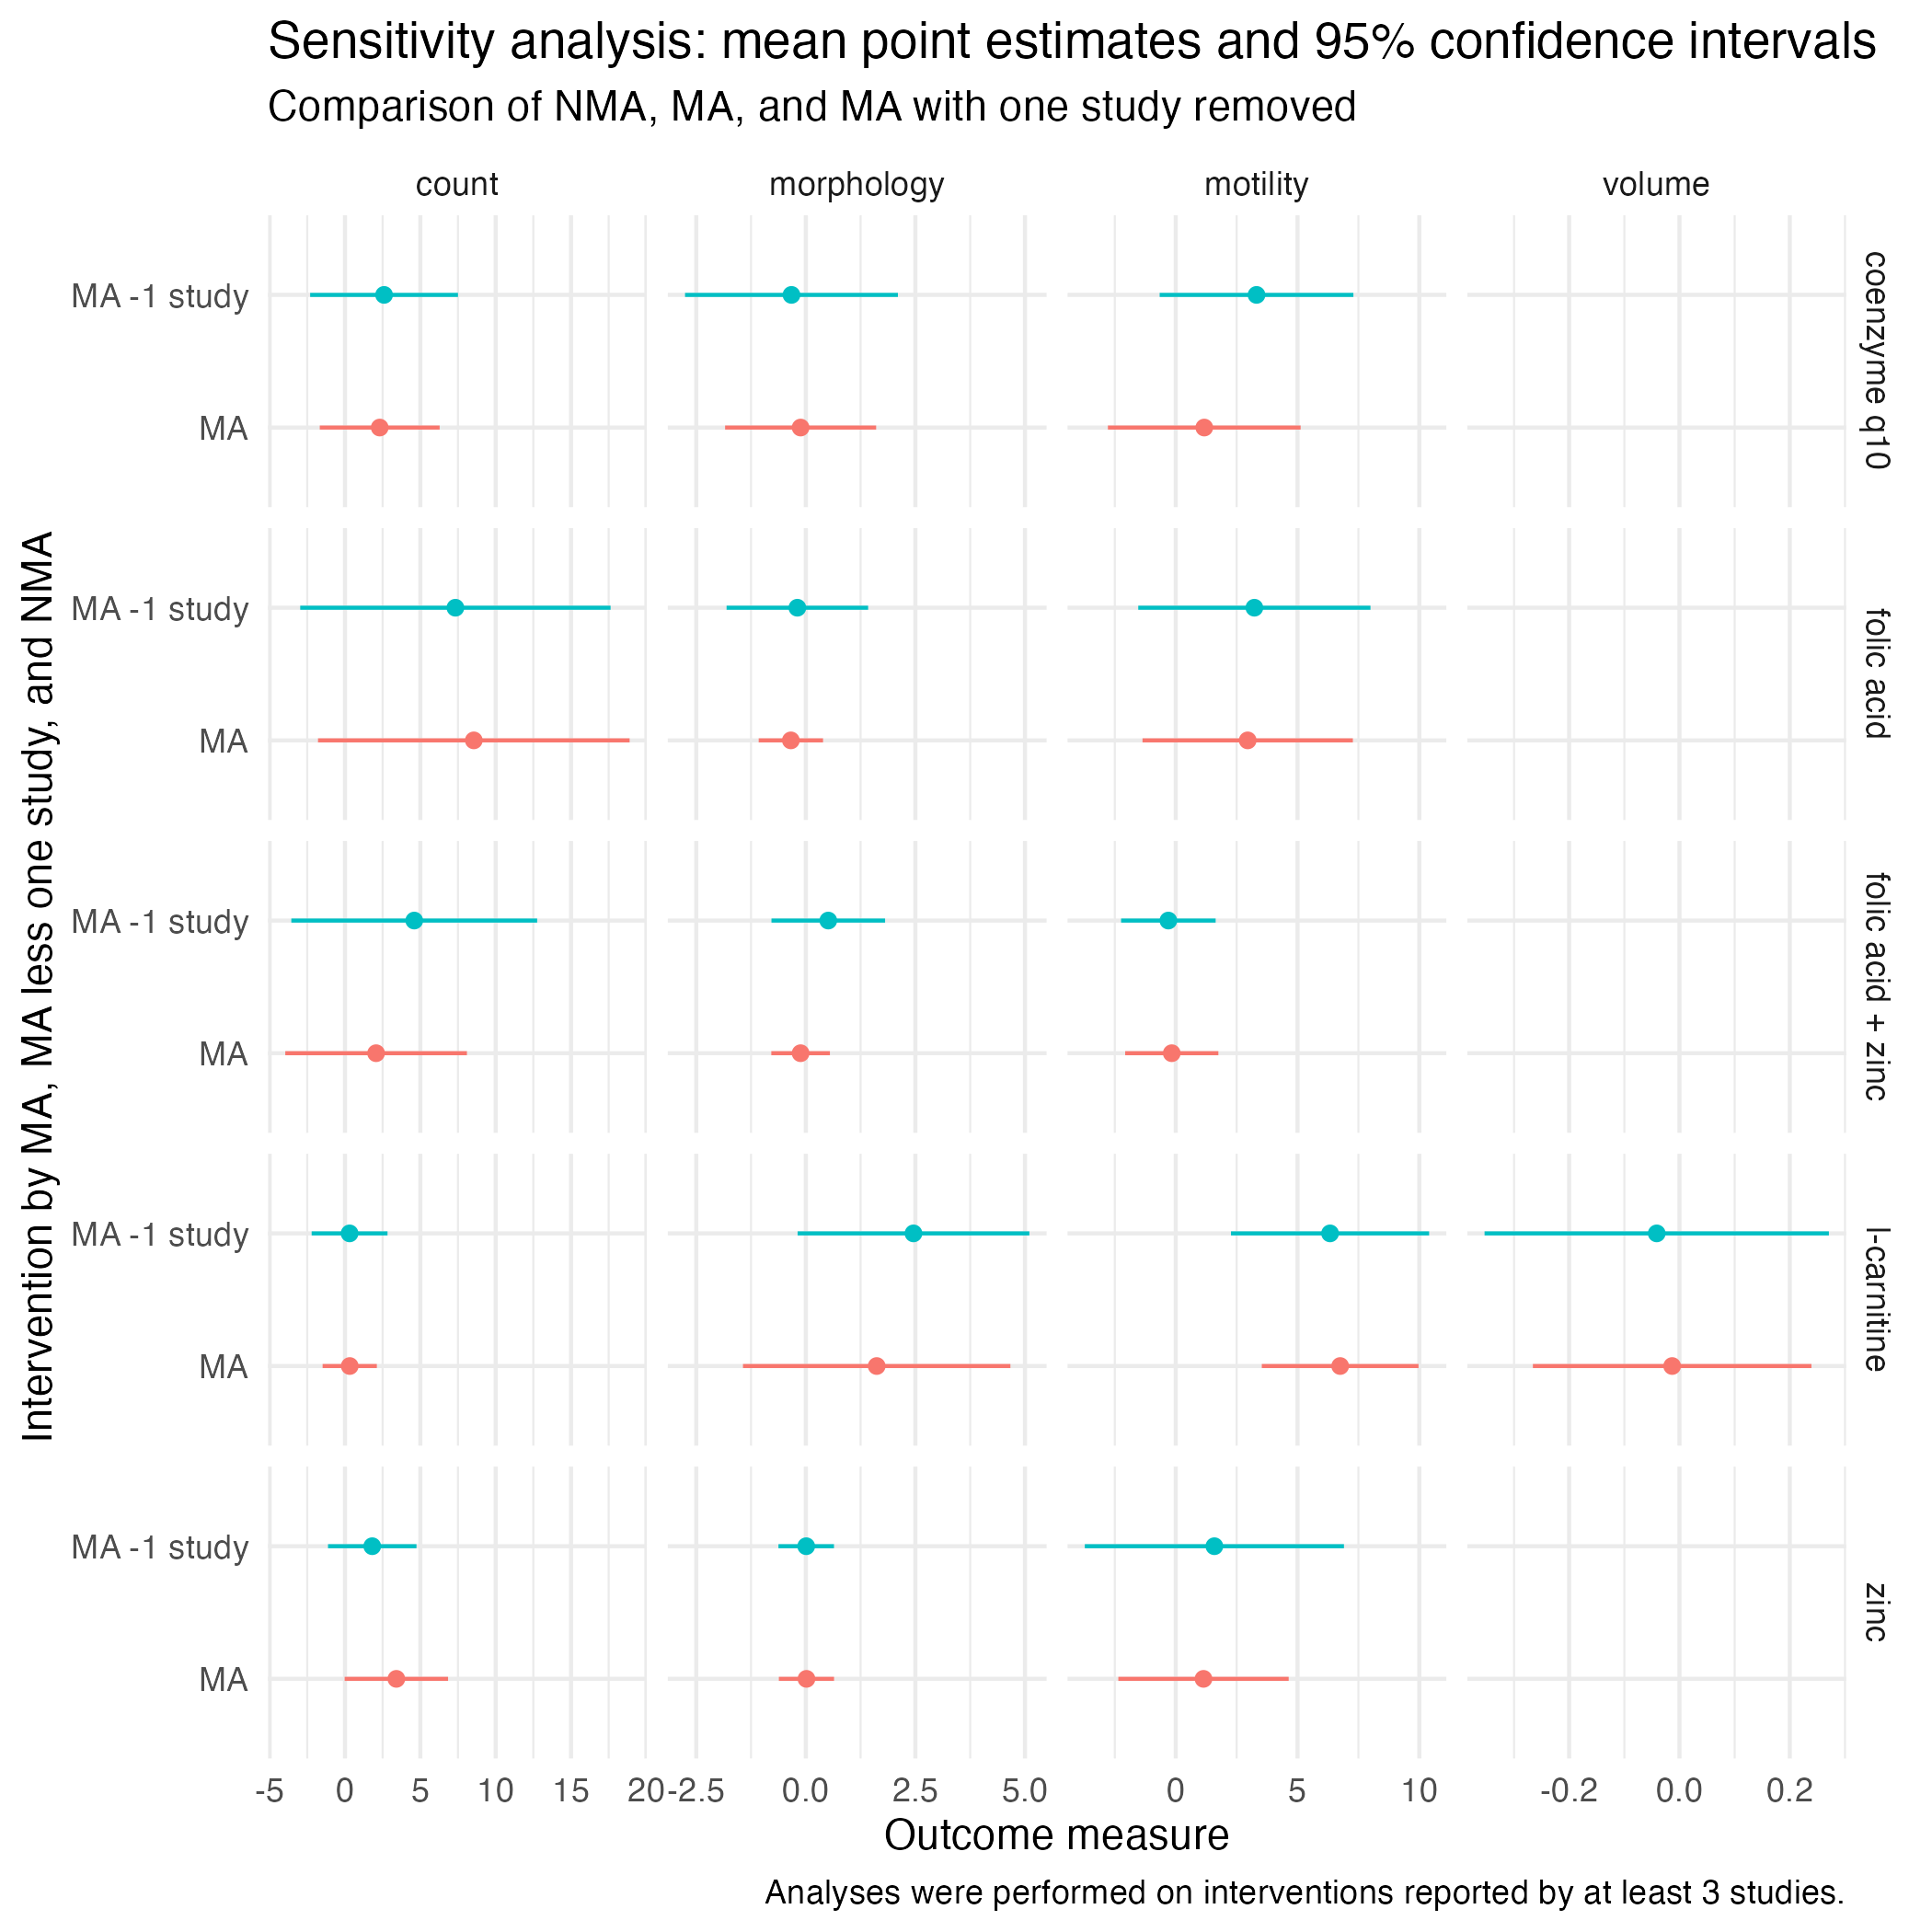 Sensitivity analysis: mean point estimates and 95% confidence intervals
Comparison of NMA, MA, and MA with one study removed
count morphology motility volume
Intervention by MA, MA less one study, and NMA
MA -1 study
MA
coenzyme q10
MA -1 study
MA
folic acid
MA -1 study
MA
folic acid + zinc
MA -1 study
MA
l-carnitine
MA -1 study
MA
zinc
-5 0 5 10 15 20 -2.5 0.0 2.5 5.0 0 5 10 -0.2 0.0 0.2
Outcome measure
Analyses were performed on interventions reported by at least 3 studies.